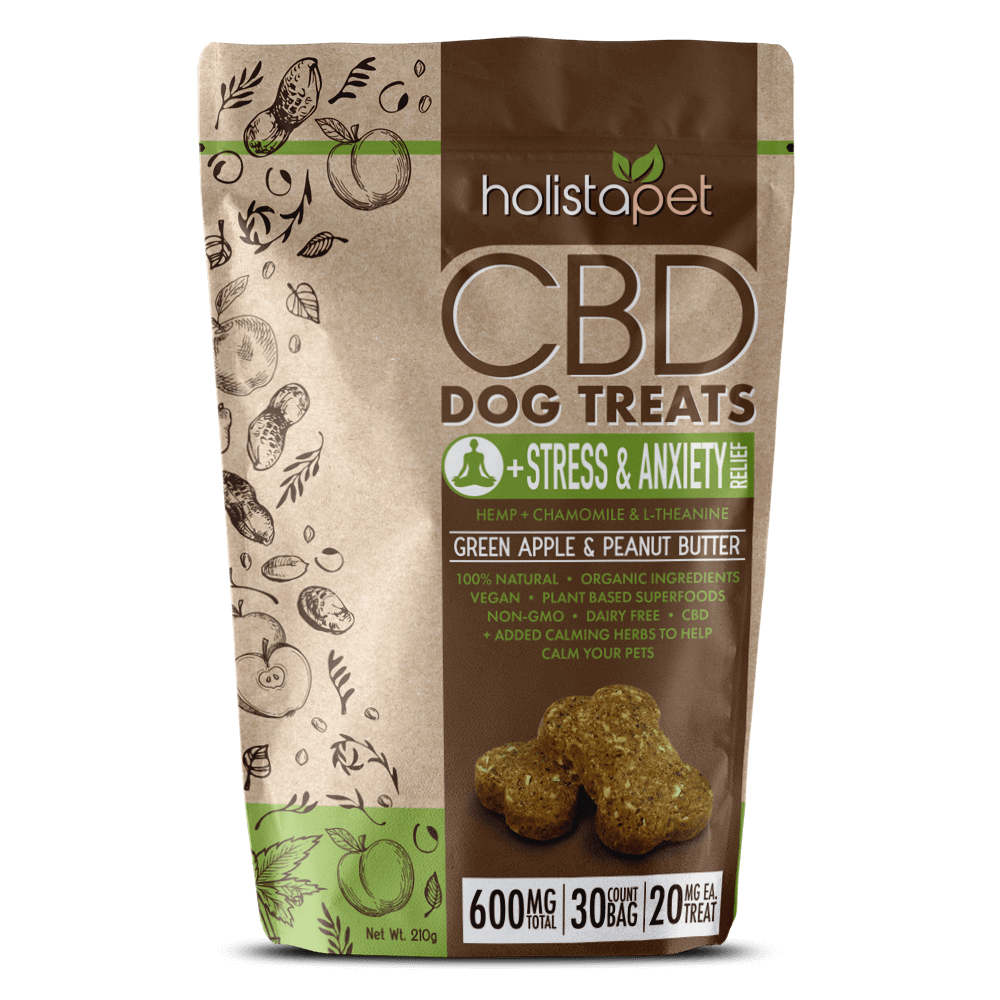 holistapet
CBD
DOG TREATS
+STRESS & ANXIETY RELIEF
HEMP + CHAMOMILE & L-THEANINE
GREEN APPLE & PEANUT BUTTER
100% NATURAL • ORGANIC INGREDIENTS
VEGAN • PLANT BASED SUPERFOODS
NON-GMO • DAIRY FREE • CBD
+ ADDED CALMING HERBS TO HELP
CALM YOUR PETS
600MG TOTAL | 30 COUNT BAG | 20 MG EA. TREAT
Net Wt. 210g